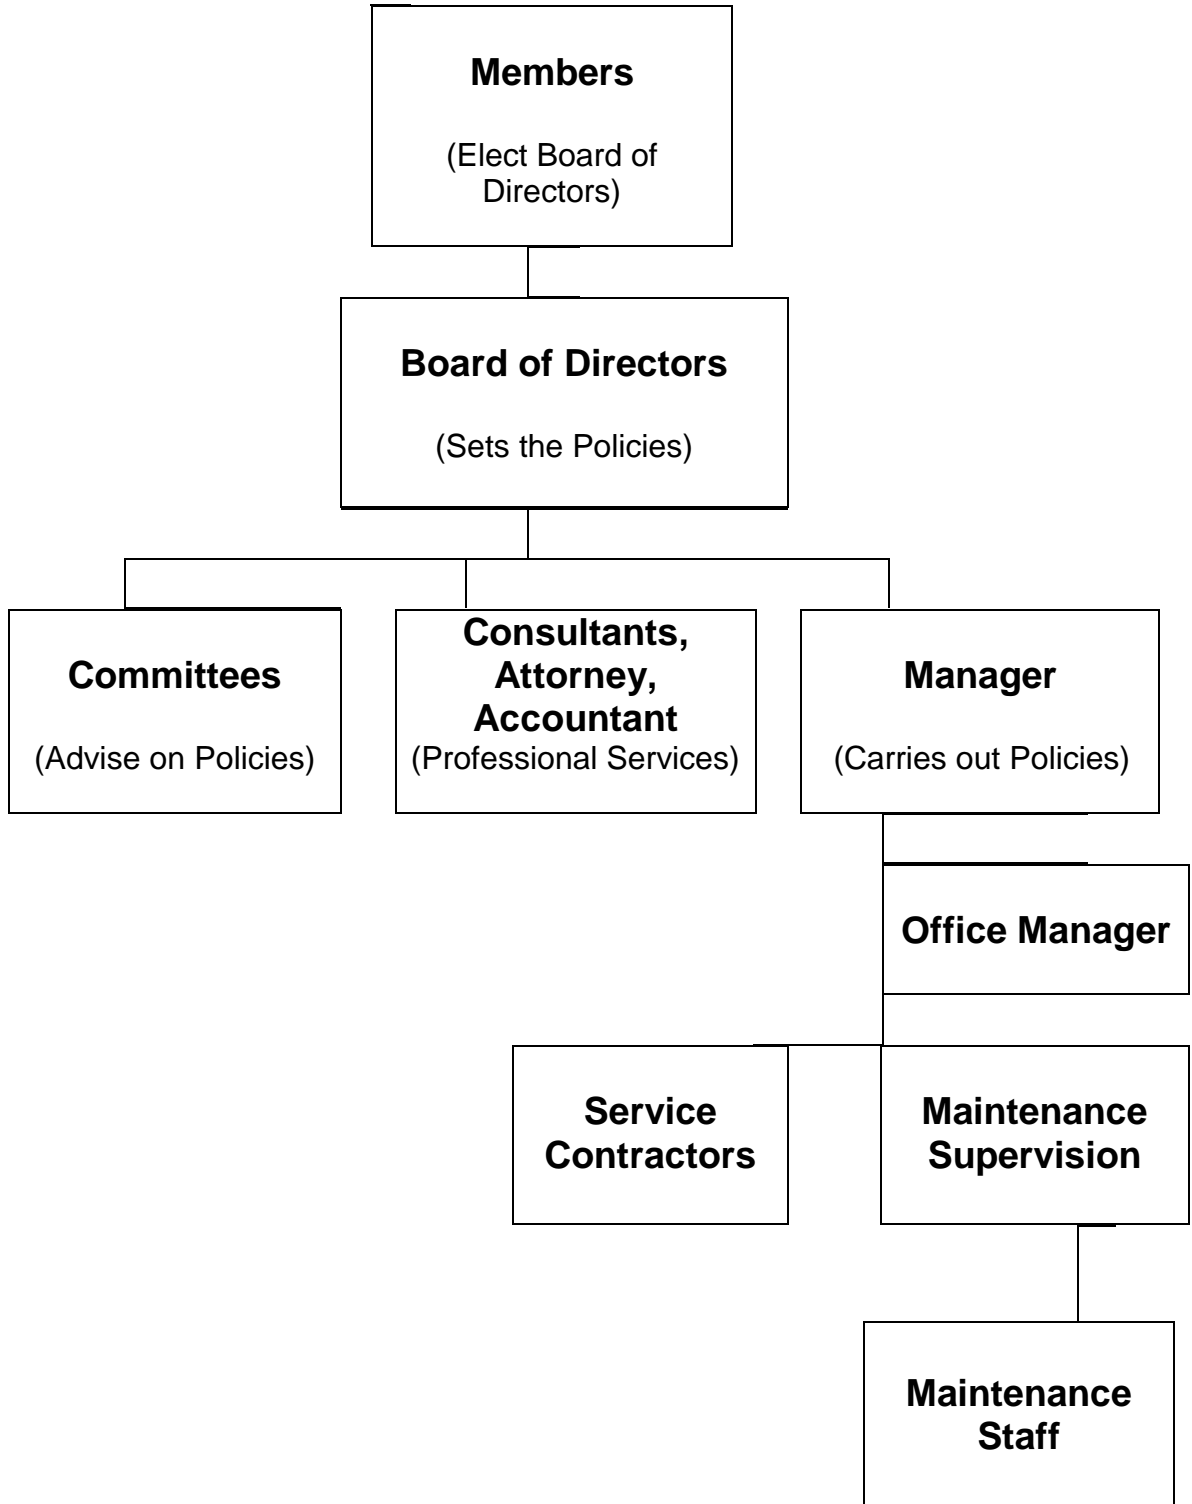 Members
(Elect Board of
Directors)
Board of Directors
(Sets the Policies)
Committees
(Advise on Policies)
Consultants,
Attorney,
Accountant
(Professional Services)
Manager
(Carries out Policies)
Office Manager
Service
Contractors
Maintenance
Supervision
Maintenance
Staff